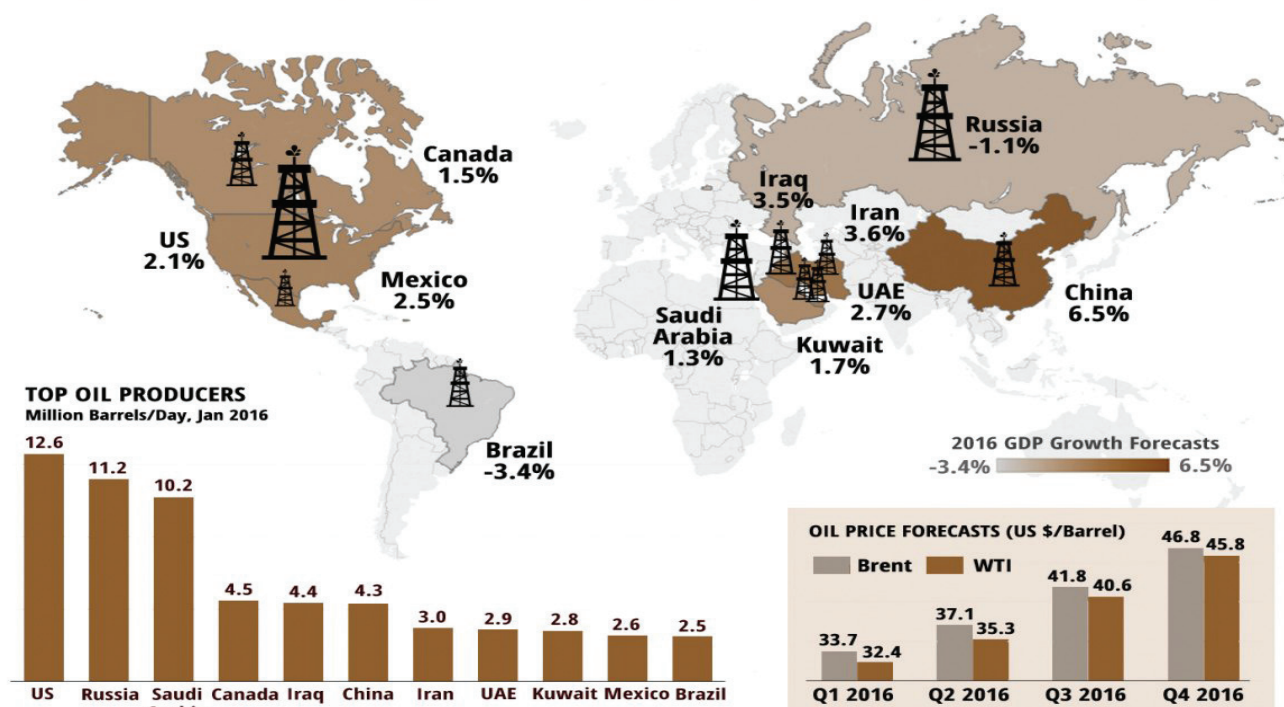 Canada
1.5%
US
2.1%
Mexico
2.5%
Brazil
-3.4%
Russia
-1.1%
Iraq
3.5%
Iran
3.6%
Saudi
Arabia
1.3%
UAE
2.7%
Kuwait
1.7%
China
6.5%
TOP OIL PRODUCERS
Million Barrels/Day, Jan 2016
12.6 11.2 10.2 4.5 4.4 4.3 3.0 2.9 2.8 2.6 2.5
US Russia Saudi Canada Iraq China Iran UAE Kuwait Mexico Brazil
2016 GDP Growth Forecasts
-3.4% 6.5%
OIL PRICE FORECASTS (US $/Barrel)
Brent WTI
33.7 32.4 37.1 35.3 41.8 40.6 46.8 45.8
Q1 2016 Q2 2016 Q3 2016 Q4 2016